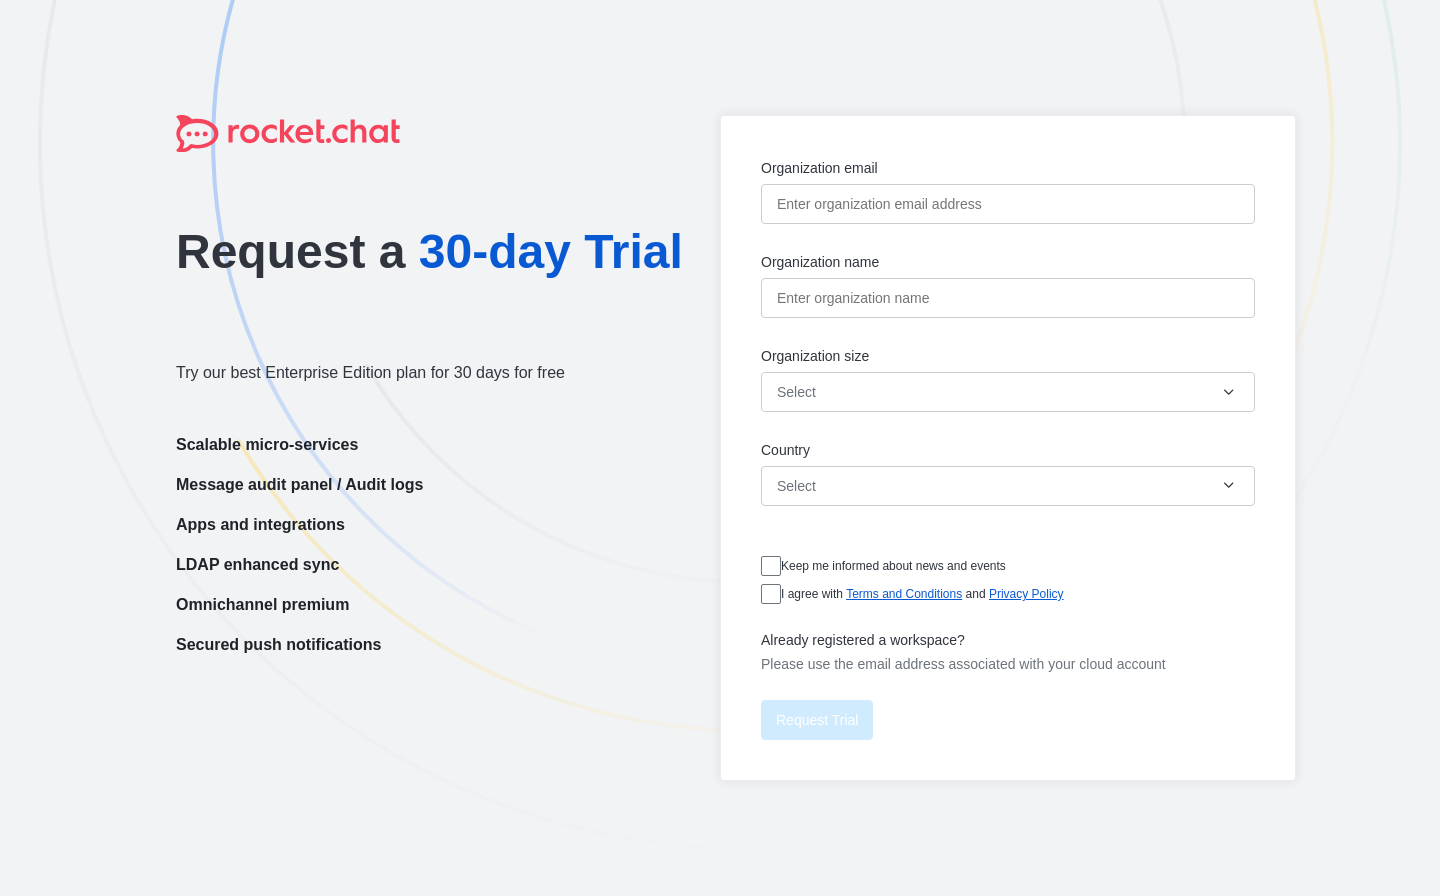 rocket.chat
Request a 30-day Trial
Try our best Enterprise Edition plan for 30 days for free
Scalable micro-services
Message audit panel / Audit logs
Apps and integrations
LDAP enhanced sync
Omnichannel premium
Secured push notifications
Organization email
Enter organization email address
Organization name
Enter organization name
Organization size
Select
Country
Select
Keep me informed about news and events
I agree with Terms and Conditions and Privacy Policy
Already registered a workspace?
Please use the email address associated with your cloud account
Request Trial